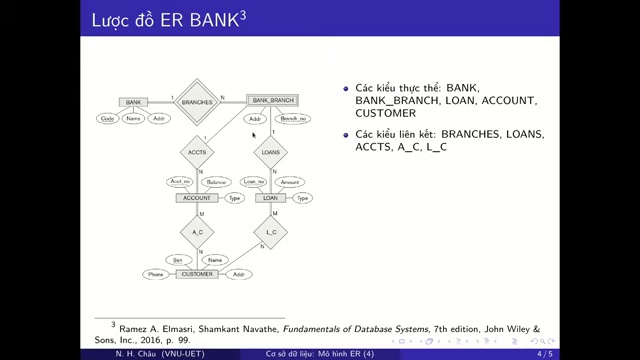 Lược đồ ER BANK3
BANK
1
BRANCHES
N
BANK_BRANCH
Code
Name
Addr
Addr
Branch_no
1
1
ACCTS
LOANS
N
N
Acct_no
Balance
Loan_no
Amount
ACCOUNT
Type
LOAN
Type
M
M
A_C
L_C
N
N
Ssn
Name
Phone
CUSTOMER
Addr
Các kiểu thực thể: BANK,
BANK_BRANCH, LOAN, ACCOUNT,
CUSTOMER
Các kiểu liên kết: BRANCHES, LOANS,
ACCTS, A_C, L_C
3 Ramez A. Elmasri, Shamkant Navathe, Fundamentals of Database Systems, 7th edition, John Wiley &
Sons, Inc., 2016, p. 99.
N. H. Châu (VNU-UET)
Cơ sở dữ liệu: Mô hình ER (4)
4 / 5